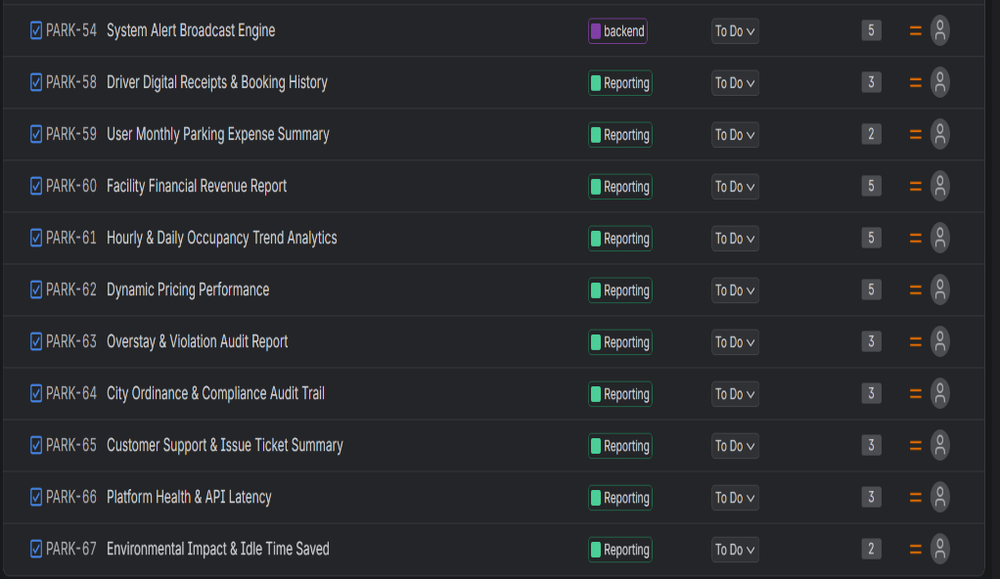 PARK-54 System Alert Broadcast Engine backend To Do 5
PARK-58 Driver Digital Receipts & Booking History Reporting To Do 3
PARK-59 User Monthly Parking Expense Summary Reporting To Do 2
PARK-60 Facility Financial Revenue Report Reporting To Do 5
PARK-61 Hourly & Daily Occupancy Trend Analytics Reporting To Do 5
PARK-62 Dynamic Pricing Performance Reporting To Do 5
PARK-63 Overstay & Violation Audit Report Reporting To Do 3
PARK-64 City Ordinance & Compliance Audit Trail Reporting To Do 3
PARK-65 Customer Support & Issue Ticket Summary Reporting To Do 3
PARK-66 Platform Health & API Latency Reporting To Do 3
PARK-67 Environmental Impact & Idle Time Saved Reporting To Do 2